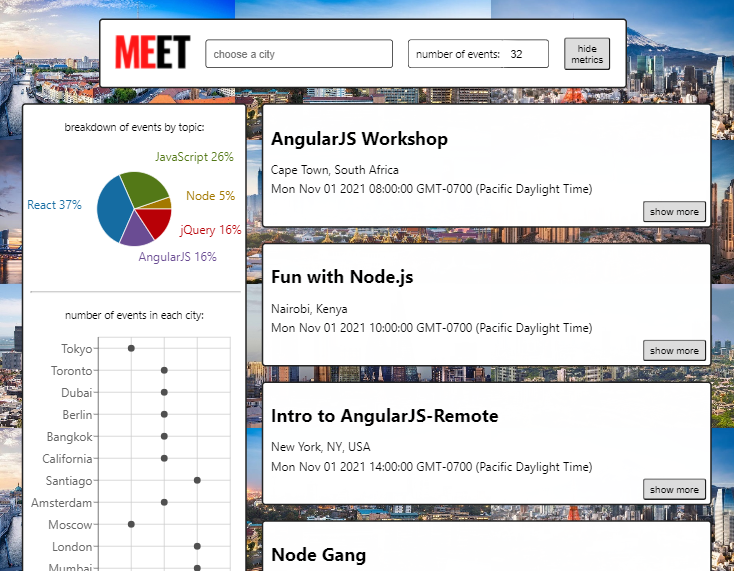 MEET
choose a city
number of events: 32
hide
metrics
breakdown of events by topic:
JavaScript 26%
Node 5%
React 37%
jQuery 16%
AngularJS 16%
number of events in each city:
Tokyo
Toronto
Dubai
Berlin
Bangkok
California
Santiago
Amsterdam
Moscow
London
Mumbai
AngularJS Workshop
Cape Town, South Africa
Mon Nov 01 2021 08:00:00 GMT-0700 (Pacific Daylight Time)
show more
Fun with Node.js
Nairobi, Kenya
Mon Nov 01 2021 10:00:00 GMT-0700 (Pacific Daylight Time)
show more
Intro to AngularJS-Remote
New York, NY, USA
Mon Nov 01 2021 14:00:00 GMT-0700 (Pacific Daylight Time)
show more
Node Gang